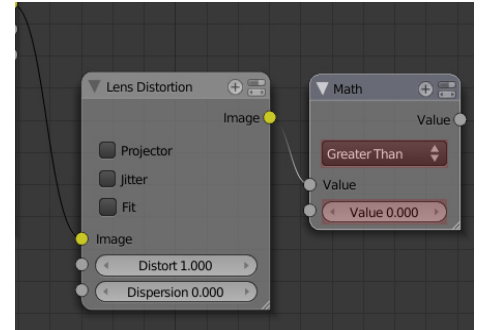 Lens Distortion
Image
Projector
Jitter
Fit
Image
Distort 1.000
Dispersion 0.000
Math
Value
Greater Than
Value
Value 0.000